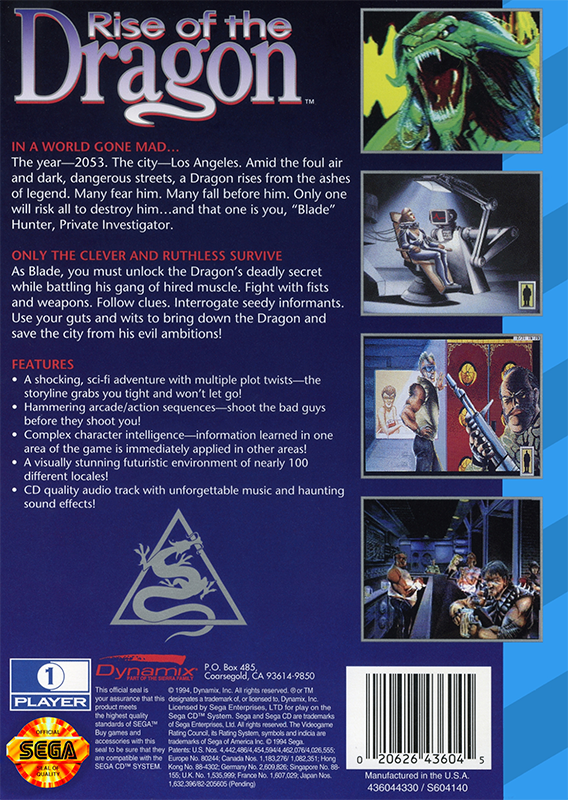 Rise of the
Dragon™
IN A WORLD GONE MAD...
The year—2053. The city—Los Angeles. Amid the foul air
and dark, dangerous streets, a Dragon rises from the ashes
of legend. Many fear him. Many fall before him. Only one
will risk all to destroy him...and that one is you, “Blade”
Hunter, Private Investigator.
ONLY THE CLEVER AND RUTHLESS SURVIVE
As Blade, you must unlock the Dragon’s deadly secret
while battling his gang of hired muscle. Fight with fists
and weapons. Follow clues. Interrogate seedy informants.
Use your guts and wits to bring down the Dragon and
save the city from his evil ambitions!
FEATURES
• A shocking, sci-fi adventure with multiple plot twists—the
storyline grabs you tight and won’t let go!
• Hammering arcade/action sequences—shoot the bad guys
before they shoot you!
• Complex character intelligence—information learned in one
area of the game is immediately applied in other areas!
• A visually stunning futuristic environment of nearly 100
different locales!
• CD quality audio track with unforgettable music and haunting
sound effects!
1
PLAYER
Dynamix®
PART OF THE SIERRA FAMILY
P.O. Box 485,
Coarsegold, CA 93614-9850
This official seal is
your assurance that this
product meets
the highest quality
standards of SEGA™
Buy games and
accessories with this
seal to be sure that they
are compatible with the
SEGA CD™ SYSTEM.
OFFICIAL
SEGA
SEAL OF
QUALITY
© 1994, Dynamix, Inc. All rights reserved. ® or TM
designates a trademark of, or licensed to, Dynamix, Inc.
Licensed by Sega Enterprises, LTD for play on the
Sega CD™ System. Sega and Sega CD are trademarks
of Sega Enterprises, Ltd. All rights reserved. The Videogame
Rating Council, its Rating System, symbols and indicia are
trademarks of Sega of America Inc. © 1994 Sega.
Patents: U.S. Nos. 4,442,486/4,454,594/4,462,076/4,026,555;
Europe No. 80244; Canada Nos. 1,183,276/ 1,082,351; Hong
Kong No. 88-4302; Germany No. 2,609,826; Singapore No. 88-
155; U.K. No. 1,535,999; France No. 1,607,029; Japan Nos.
1,632,396/82-205605 (Pending)
0 20626 43604 5
Manufactured in the U.S.A.
436044330 / S604140